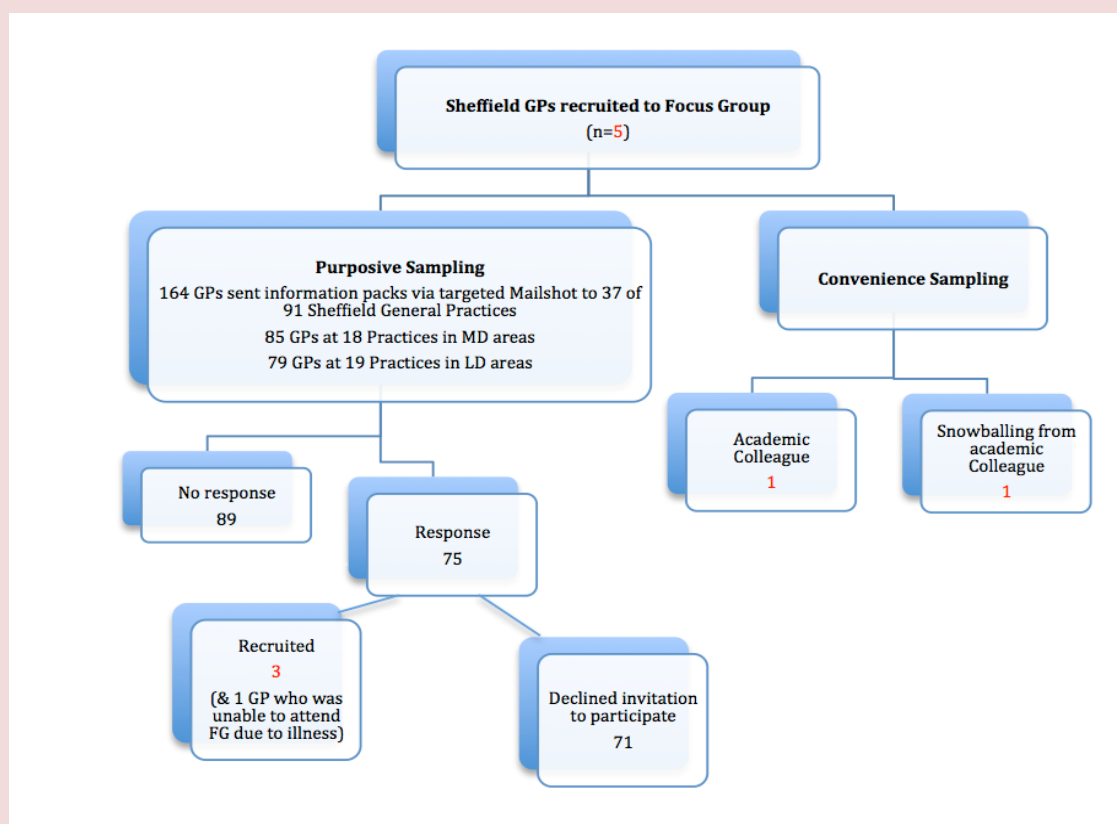 Sheffield GPs recruited to Focus Group
(n=5)
Purposive Sampling
164 GPs sent information packs via targeted Mailshot to 37 of
91 Sheffield General Practices
85 GPs at 18 Practices in MD areas
79 GPs at 19 Practices in LD areas
Convenience Sampling
No response
89
Response
75
Recruited
3
(& 1 GP who was
unable to attend
FG due to illness)
Declined invitation
to participate
71
Academic
Colleague
1
Snowballing from
academic
Colleague
1